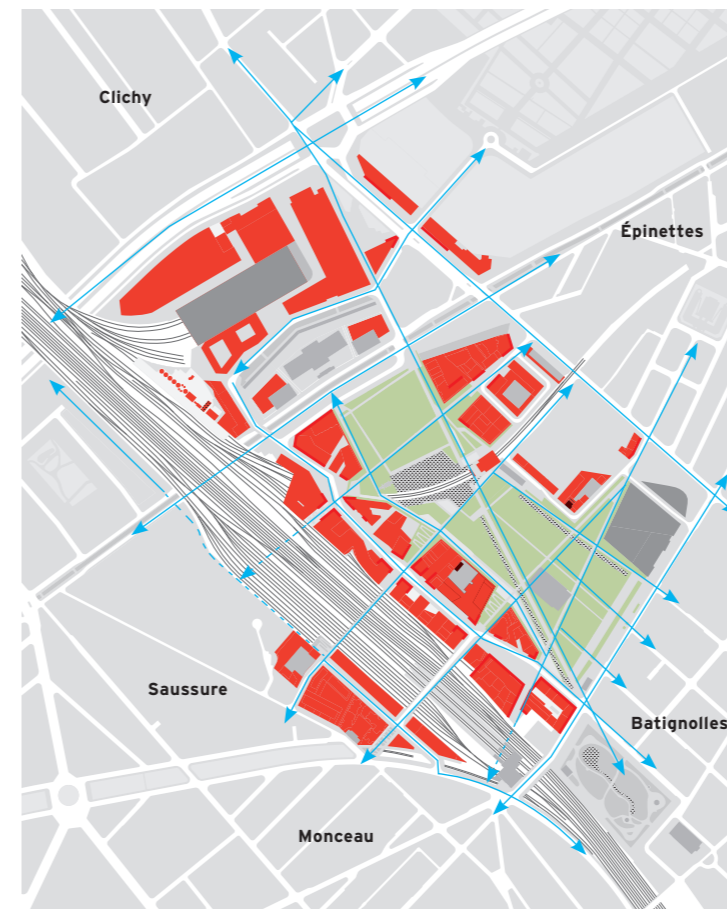 Clichy
Épinettes
Saussure
Batignolles
Monceau